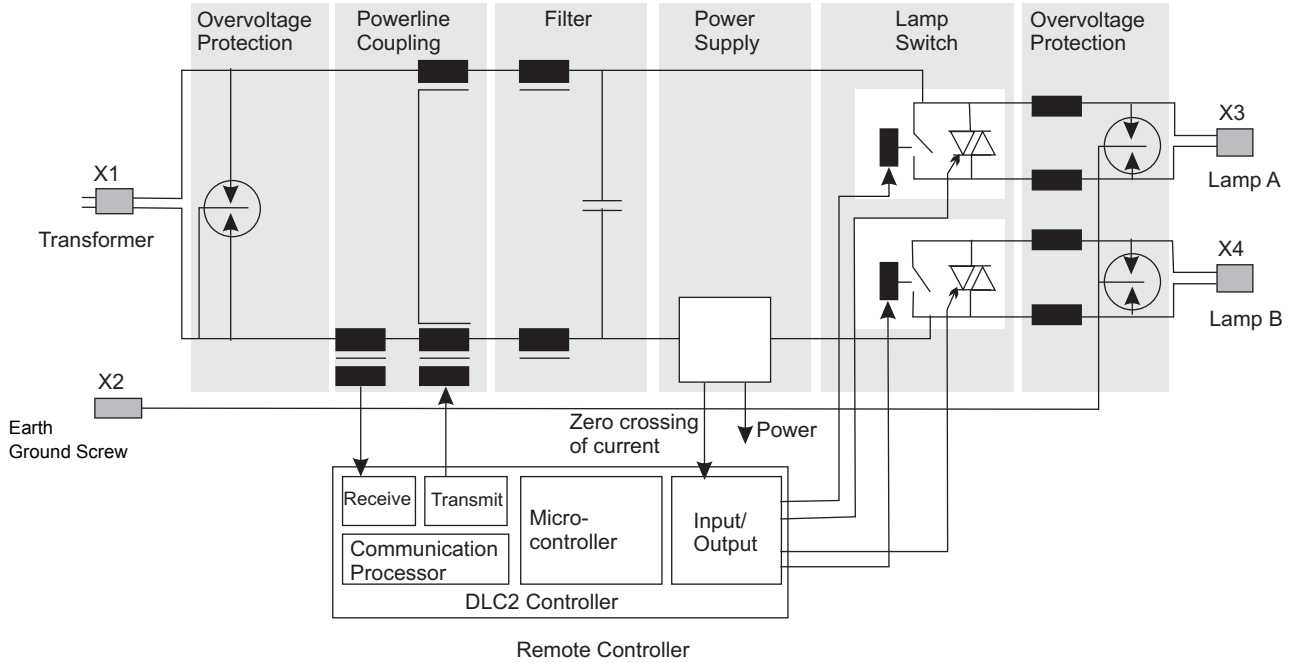 Overvoltage
Protection
Powerline
Coupling
Filter
Power
Supply
Lamp
Switch
Overvoltage
Protection
X1
Transformer
X2
Earth
Ground Screw
X3
Lamp A
X4
Lamp B
Zero crossing
of current
Power
Receive
Transmit
Communication
Processor
Micro-
controller
Input/
Output
DLC2 Controller
Remote Controller